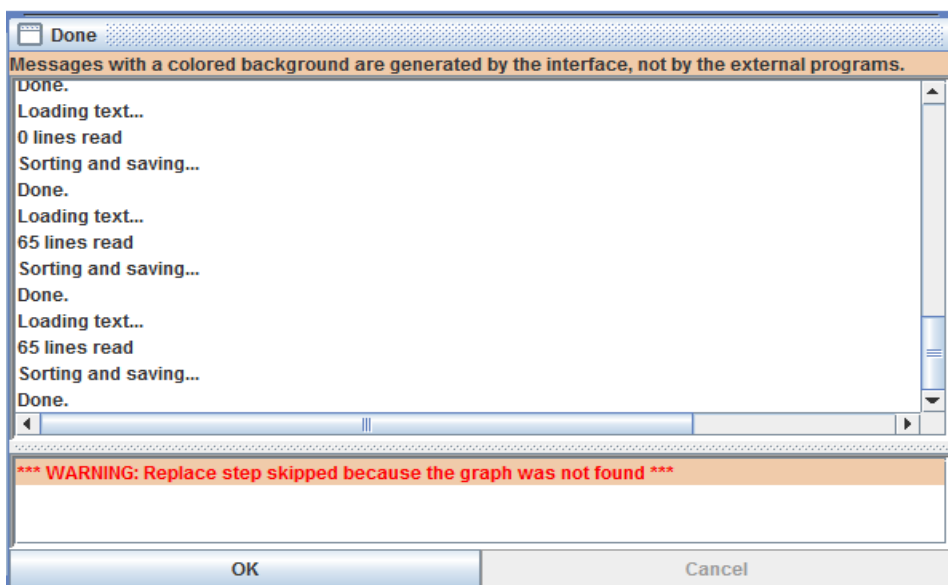 Done
Messages with a colored background are generated by the interface, not by the external programs.
Done.
Loading text...
0 lines read
Sorting and saving...
Done.
Loading text...
65 lines read
Sorting and saving...
Done.
Loading text...
65 lines read
Sorting and saving...
Done.
*** WARNING: Replace step skipped because the graph was not found ***
OK
Cancel